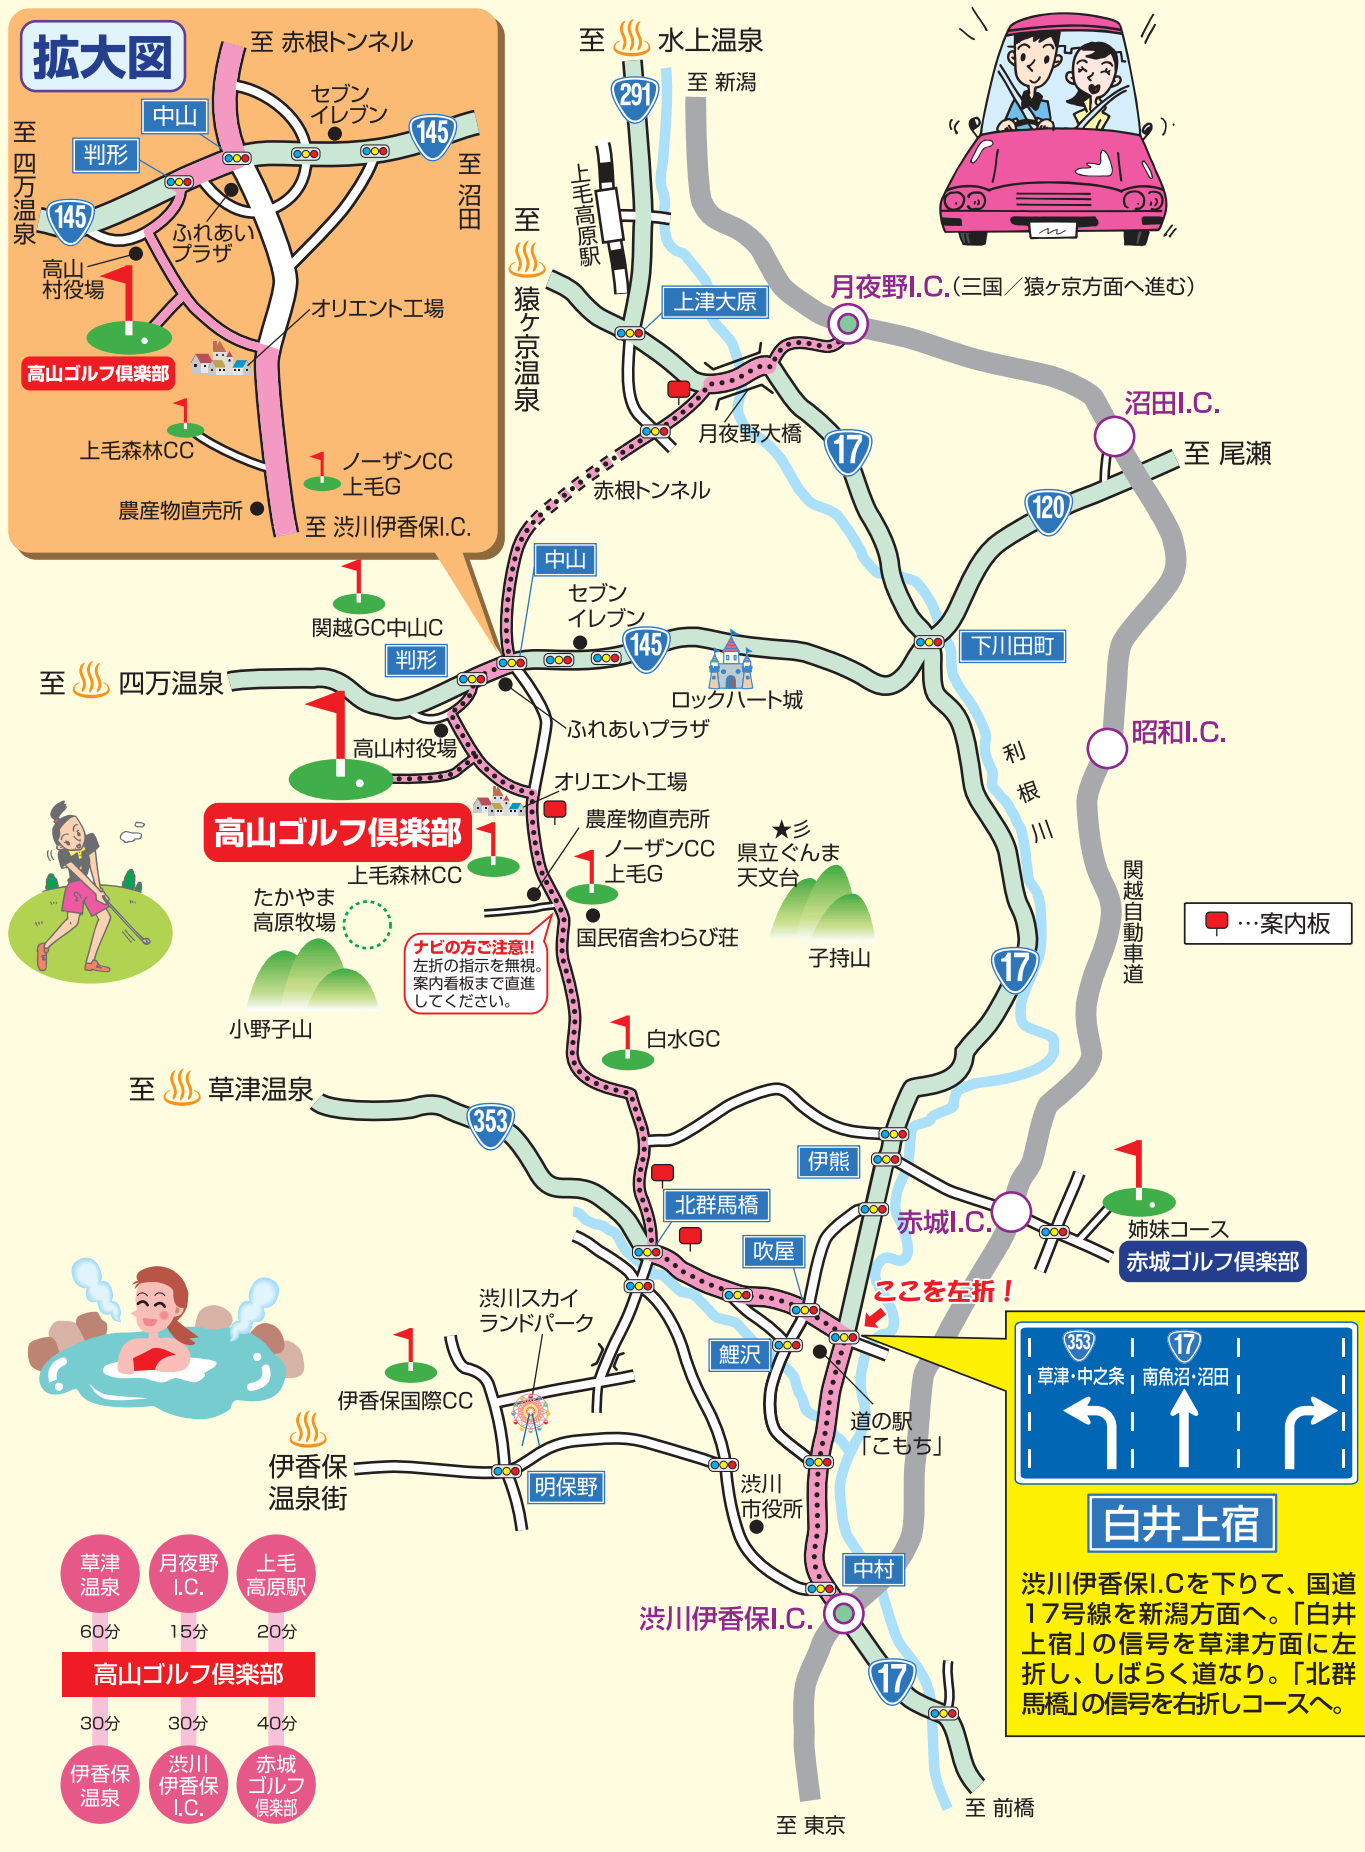 拡大図
至 赤根トンネル
セブン
イレブン
中山
判形
145
至 沼田
至 四万温泉
145
ふれあい
プラザ
高山
村役場
オリエント工場
高山ゴルフ倶楽部
上毛森林CC
ノーザンCC
上毛G
農産物直売所
至 渋川伊香保I.C.
至 水上温泉
291
至 新潟
上毛高原駅
至 猿ヶ京温泉
上津大原
月夜野I.C.(三国／猿ヶ京方面へ進む)
沼田I.C.
至 尾瀬
月夜野大橋
17
120
赤根トンネル
中山
セブン
イレブン
145
関越GC中山C
判形
下川田町
至 四万温泉
ロックハート城
ふれあいプラザ
高山村役場
昭和I.C.
利根川
オリエント工場
高山ゴルフ倶楽部
農産物直売所
上毛森林CC
ノーザンCC
上毛G
★彡
県立ぐんま
天文台
たかやま
高原牧場
関越自動車道
…案内板
国民宿舎わらび荘
ナビの方ご注意!!
左折の指示を無視。
案内看板まで直進
してください。
子持山
17
小野子山
白水GC
至 草津温泉
353
伊熊
北群馬橋
赤城I.C.
姉妹コース
赤城ゴルフ倶楽部
吹屋
ここを左折！
渋川スカイ
ランドパーク
鯉沢
伊香保国際CC
道の駅
「こもち」
353
草津・中之条
17
南魚沼・沼田
伊香保
温泉街
明保野
渋川
市役所
白井上宿
中村
渋川伊香保I.C.
渋川伊香保I.Cを下りて、国道
17号線を新潟方面へ。「白井
上宿」の信号を草津方面に左
折し、しばらく道なり。「北群
馬橋」の信号を右折しコースへ。
17
至 前橋
至 東京
草津
温泉
月夜野
I.C.
上毛
高原駅
60分
15分
20分
高山ゴルフ倶楽部
30分
30分
40分
伊香保
温泉
渋川
伊香保
I.C.
赤城
ゴルフ
倶楽部